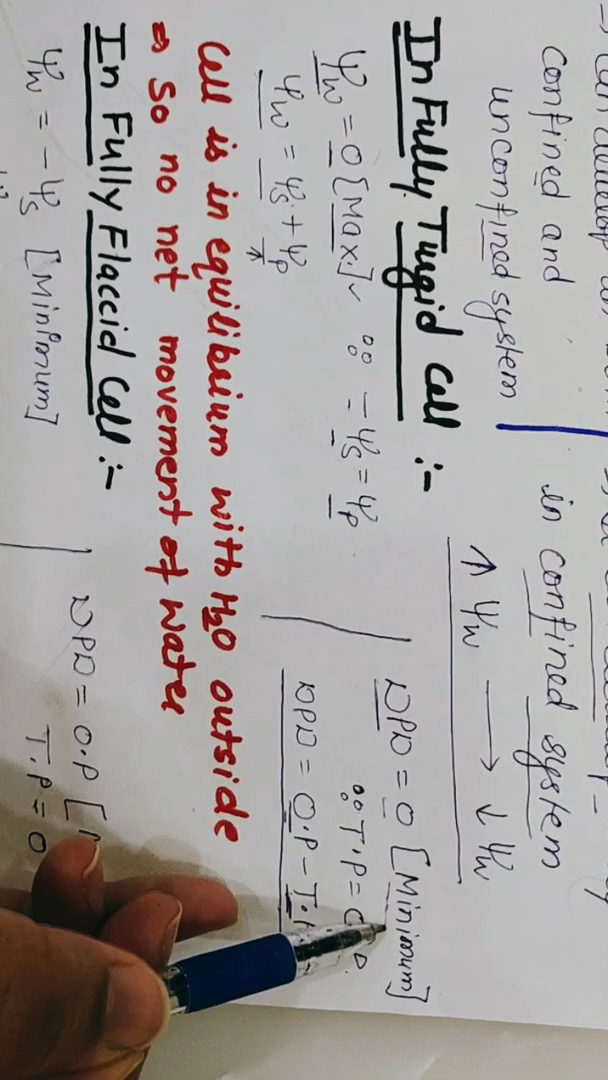 confined and
unconfined system
in confined system
↑ Ψw → ↓ Ψw
In Fully Turgid Cell :-
Ψw = 0 [Max.] ✓ ∵ -Ψs = Ψp
Ψw = Ψs + Ψp
DPD = 0 [Minimum]
∵ T.P =
DPD = O.P - T.
Cell is in equilibrium with H2O outside
⇒ So no net movement of water
In Fully Flaccid Cell :-
Ψw = -Ψs [Minimum]
DPD = O.P [
T.P = 0